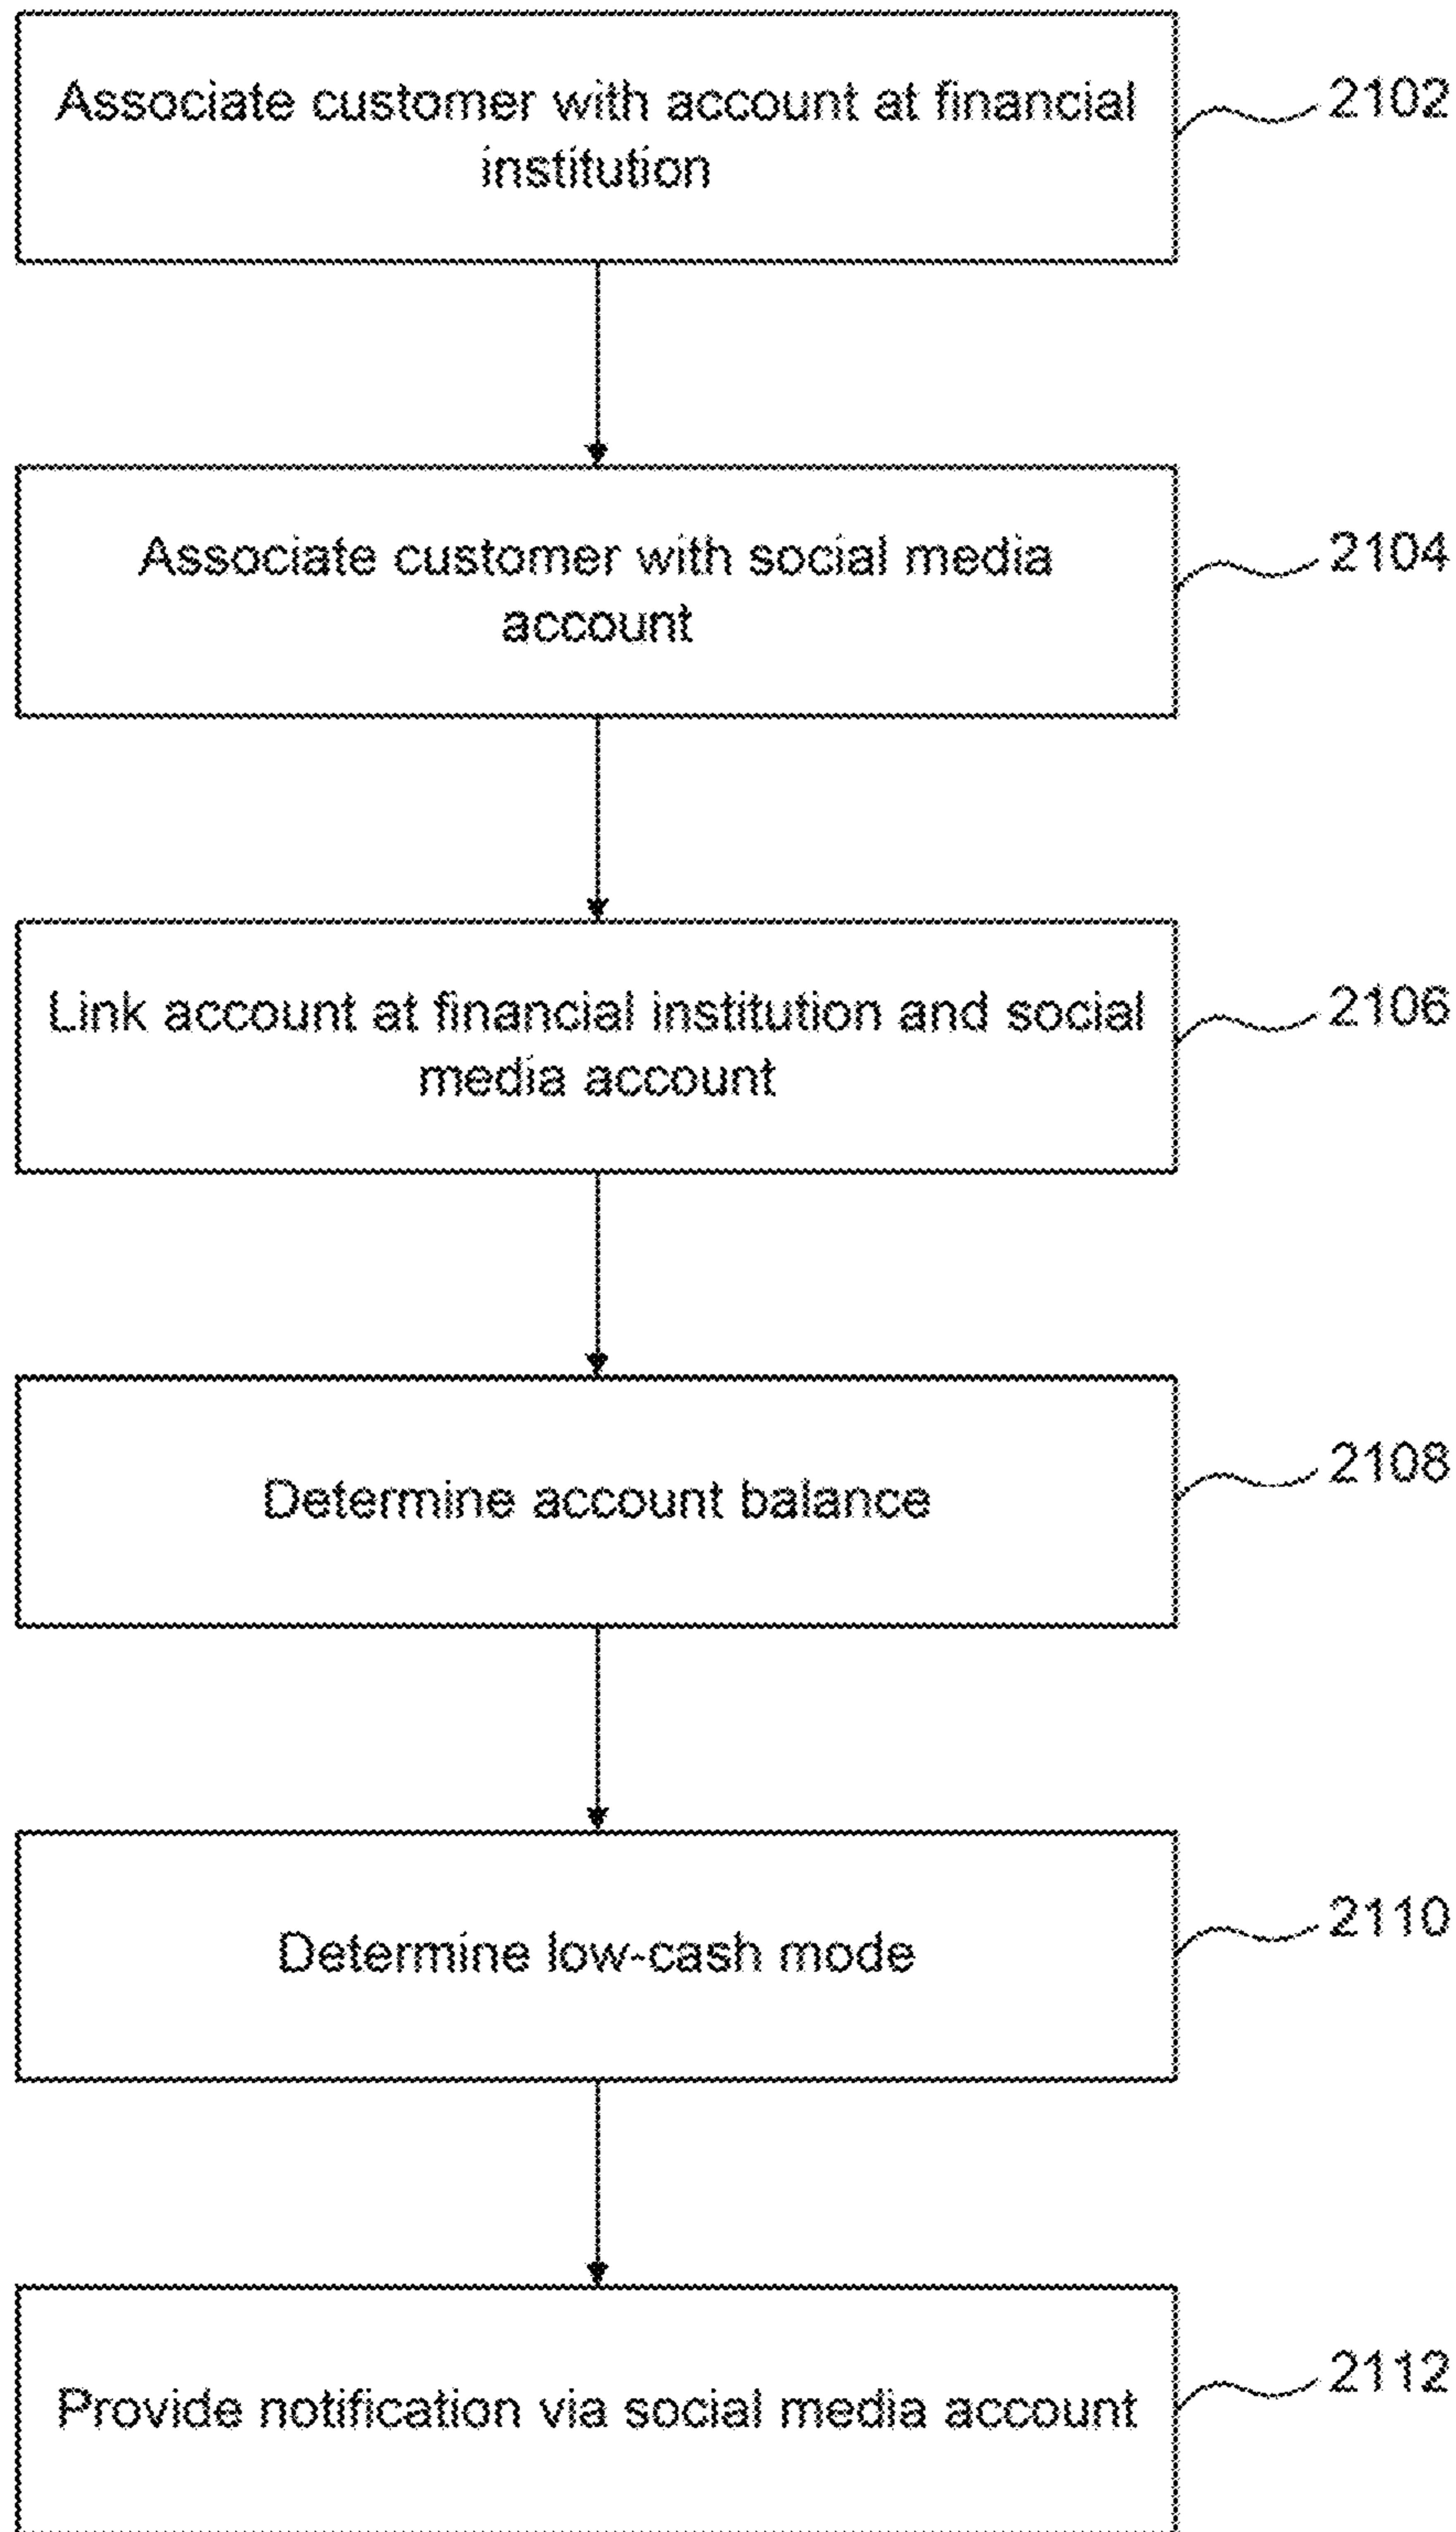 Associate customer with account at financial
institution
2102
Associate customer with social media
account
2104
Link account at financial institution and social
media account
2106
Determine account balance
2108
Determine low-cash mode
2110
Provide notification via social media account
2112